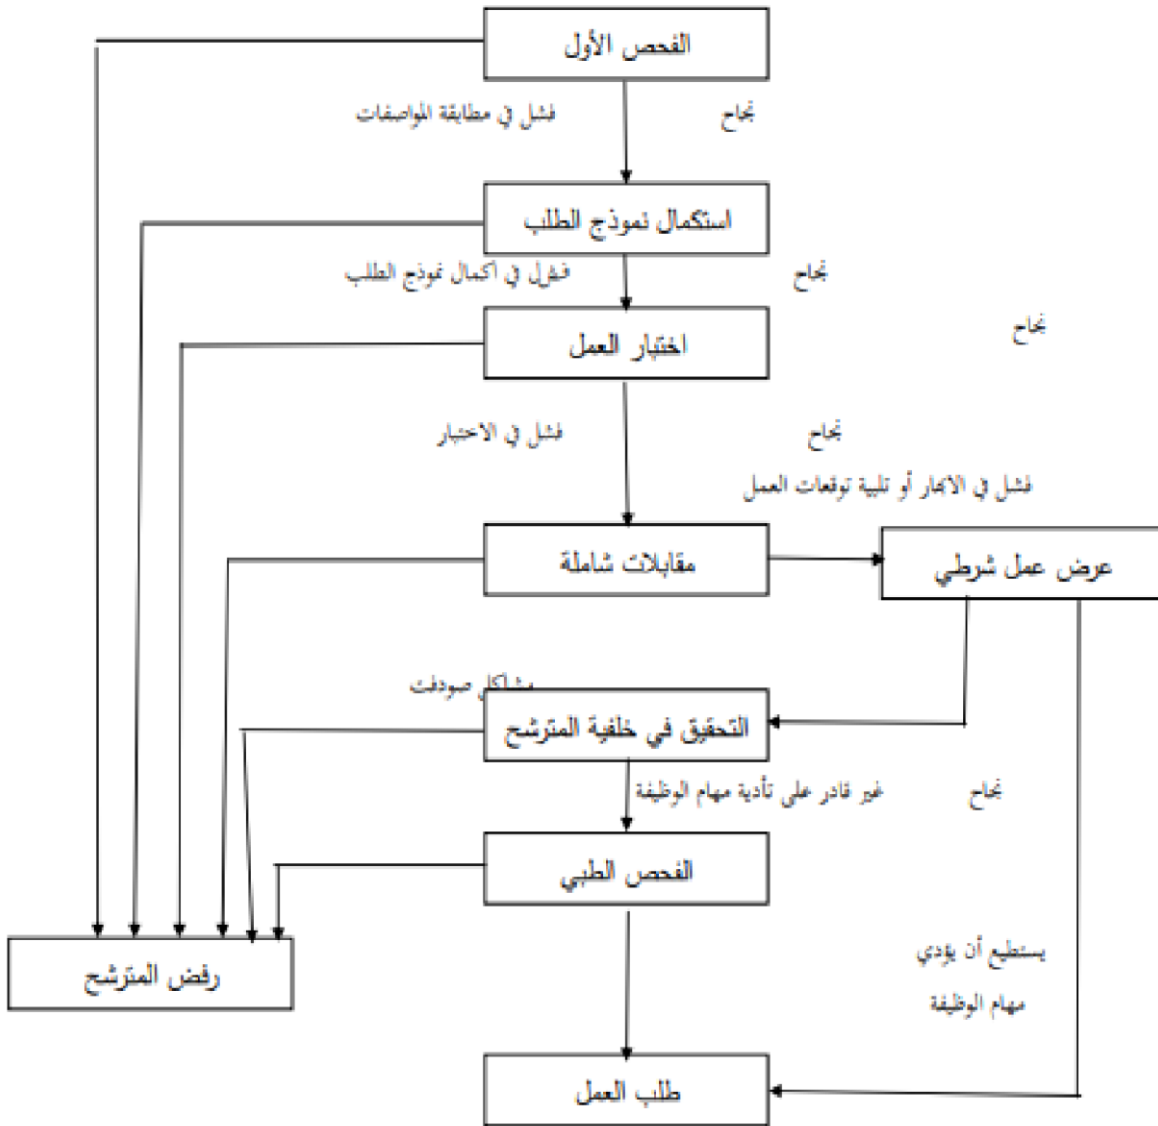 الفحص الأول
نجاح
فشل في مطابقة المواصفات
استكمال نموذج الطلب
نجاح
فشل في اكمال نموذج الطلب
نجاح
اختبار العمل
نجاح
فشل في الاختبار
فشل في الابهار أو تلبية توقعات العمل
مقابلات شاملة
عرض عمل شرطي
مشاكل صودفت
التحقيق في خلفية المترشح
نجاح
غير قادر على تأدية مهام الوظيفة
الفحص الطبي
يستطيع أن يؤدي
مهام الوظيفة
رفض المترشح
طلب العمل